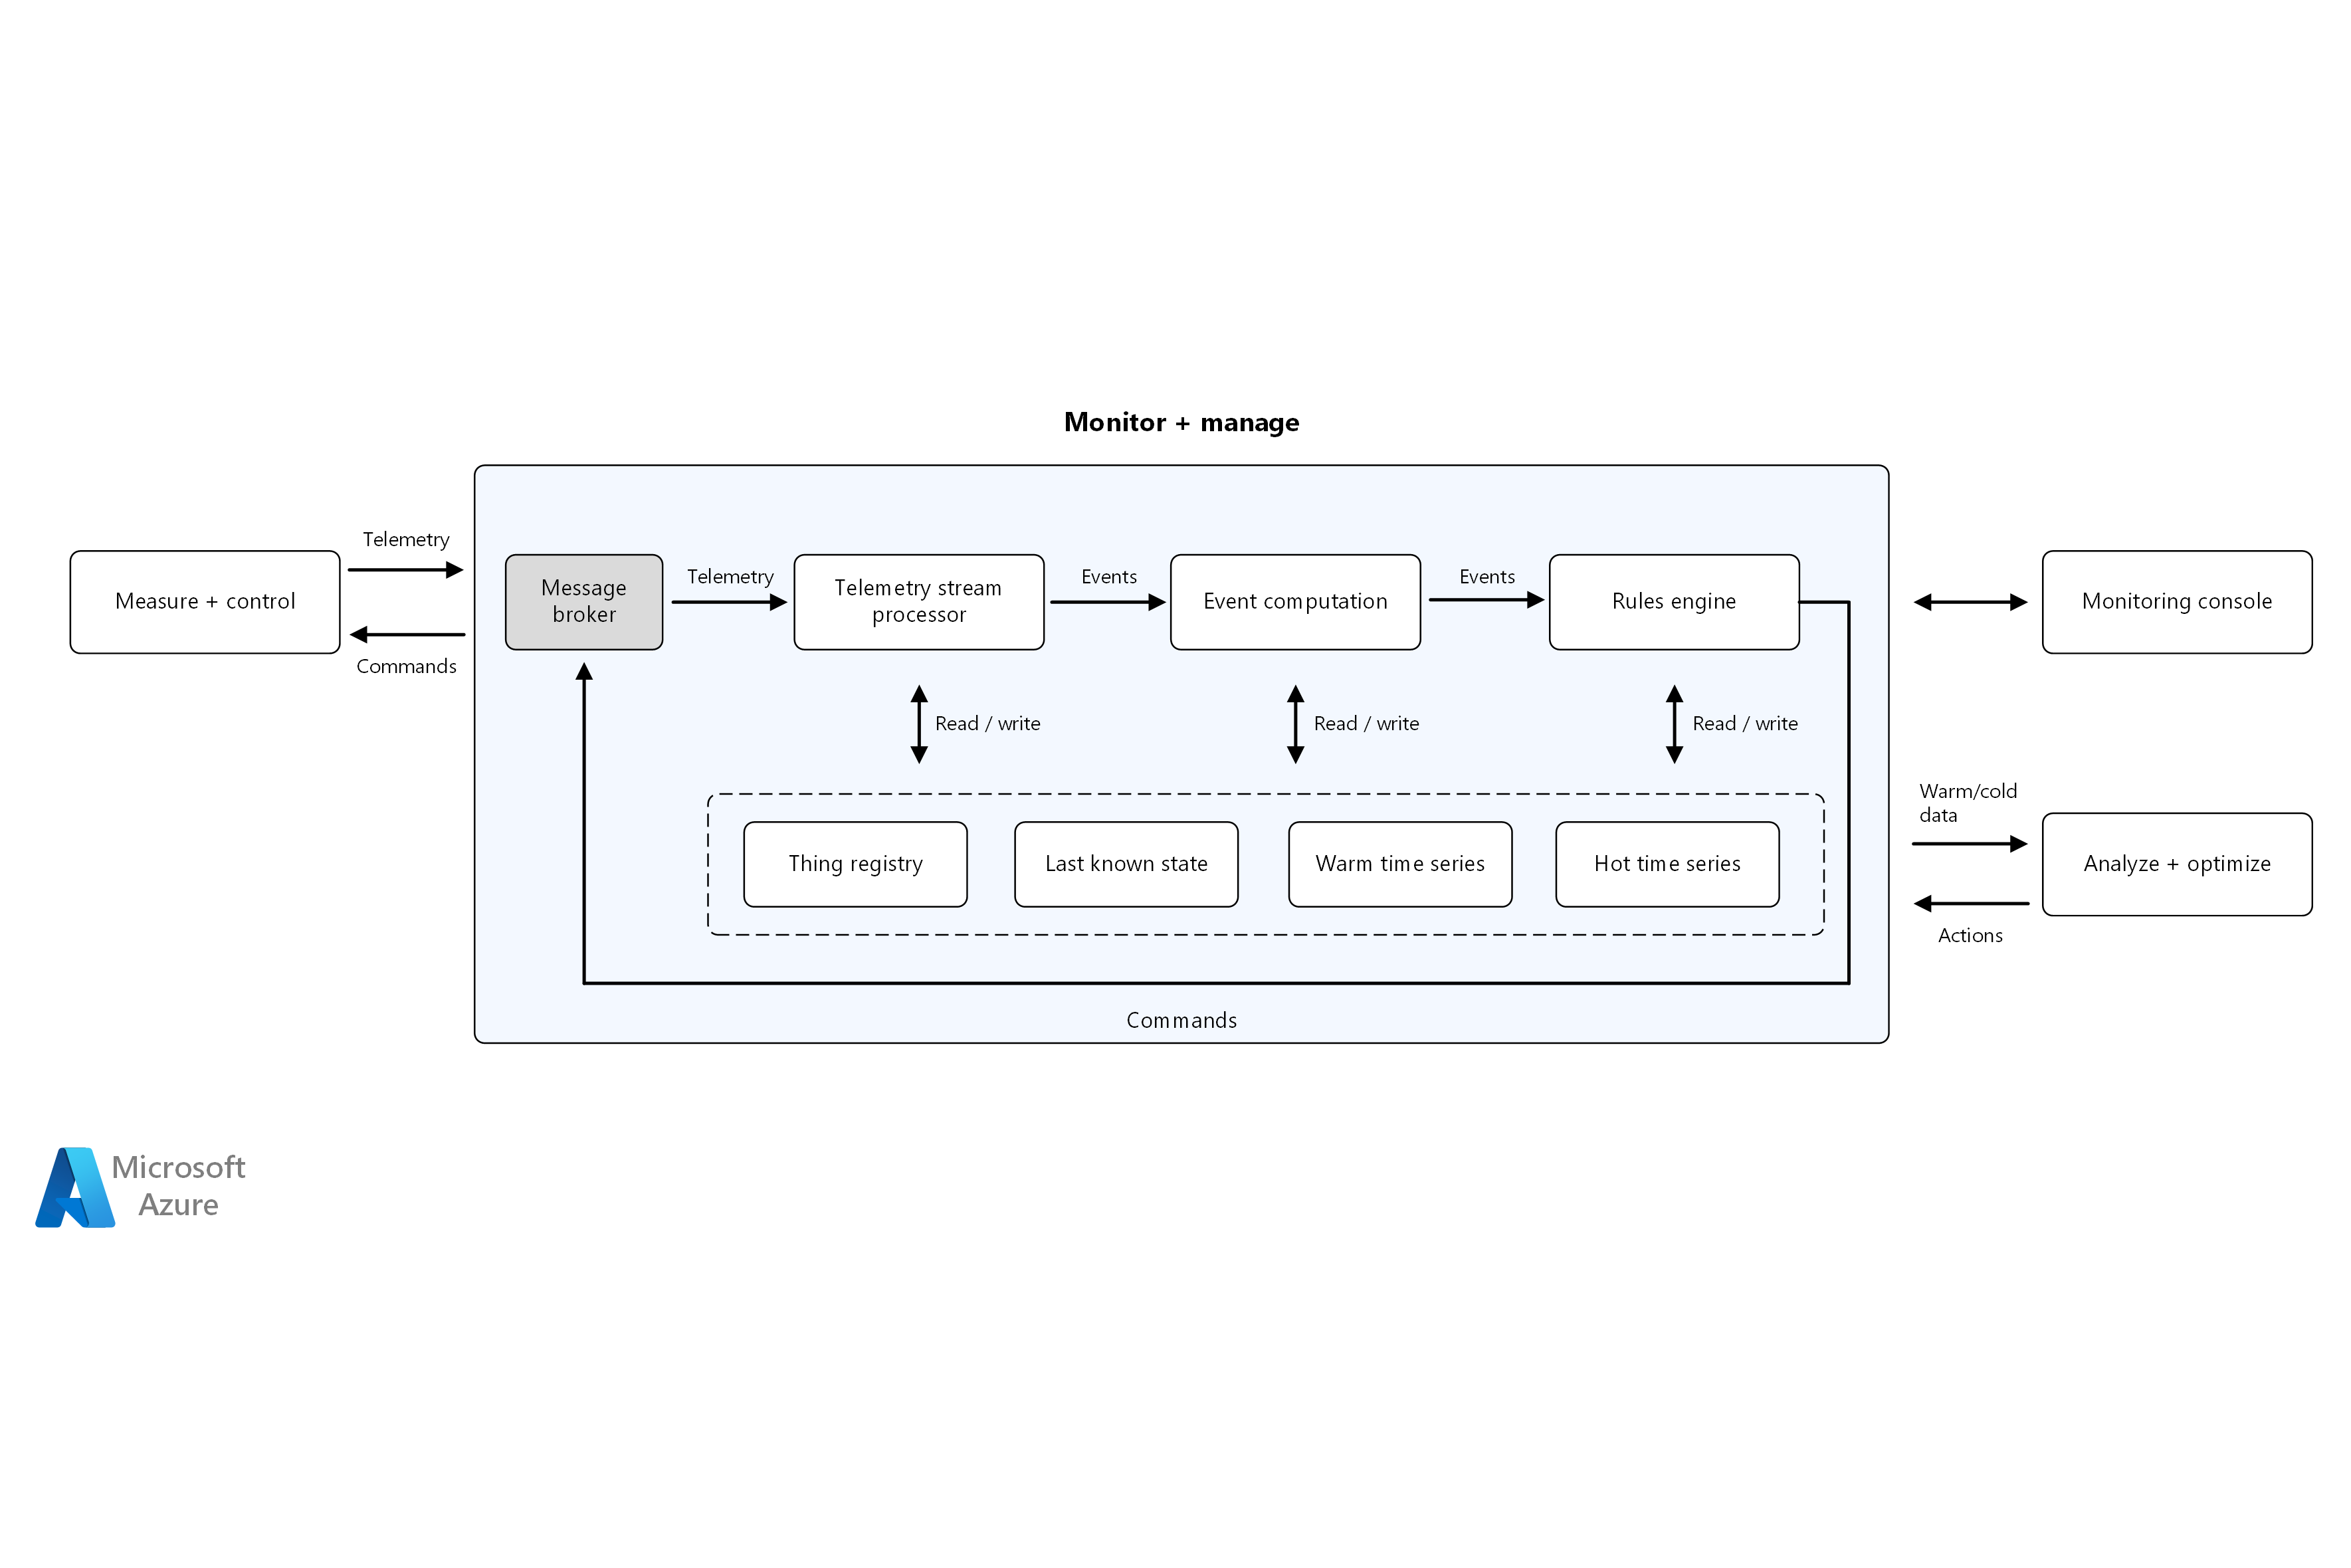 Monitor + manage
Telemetry
Measure + control
Commands
Message
broker
Telemetry
Telemetry stream
processor
Events
Event computation
Events
Rules engine
Monitoring console
Read / write
Read / write
Read / write
Thing registry
Last known state
Warm time series
Hot time series
Warm/cold
data
Analyze + optimize
Actions
Commands
Microsoft
Azure